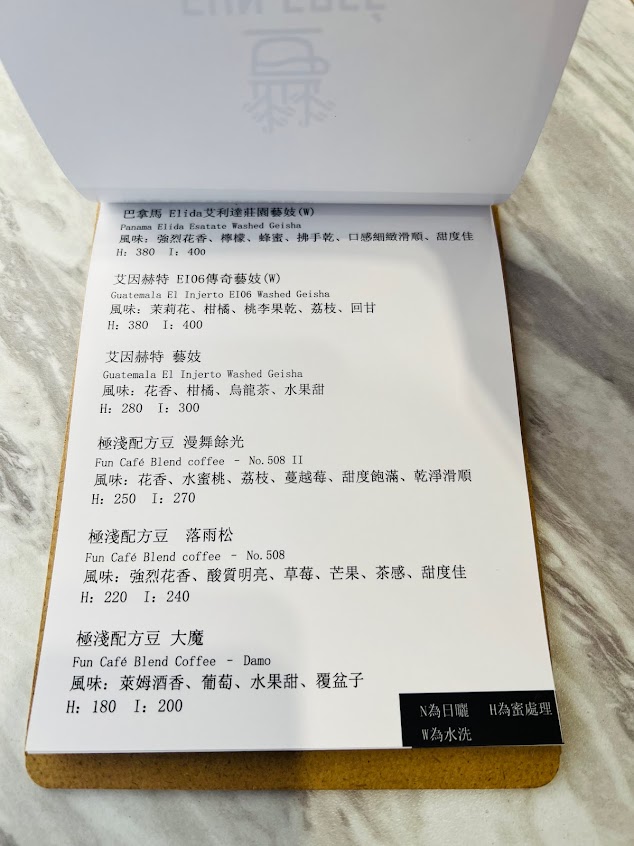 FUN CAFÉ
巴拿馬 Elida艾利達莊園藝妓(W)
Panama Elida Esatate Washed Geisha
風味: 強烈花香、檸檬、蜂蜜、拂手乾、口感細緻滑順、甜度佳
H: 380 I: 400
艾因赫特 EI06傳奇藝妓(W)
Guatemala El Injerto EI06 Washed Geisha
風味: 茉莉花、柑橘、桃李果乾、荔枝、回甘
H: 380 I: 400
艾因赫特 藝妓
Guatemala El Injerto Washed Geisha
風味: 花香、柑橘、烏龍茶、水果甜
H: 280 I: 300
極淺配方豆 漫舞餘光
Fun Café Blend coffee – No.508 II
風味: 花香、水蜜桃、荔枝、蔓越莓、甜度飽滿、乾淨滑順
H: 250 I: 270
極淺配方豆 落雨松
Fun Café Blend coffee – No.508
風味: 強烈花香、酸質明亮、草莓、芒果、茶感、甜度佳
H: 220 I: 240
極淺配方豆 大魔
Fun Café Blend Coffee – Damo
風味: 萊姆酒香、葡萄、水果甜、覆盆子
H: 180 I: 200
N為日曬 H為蜜處理
W為水洗